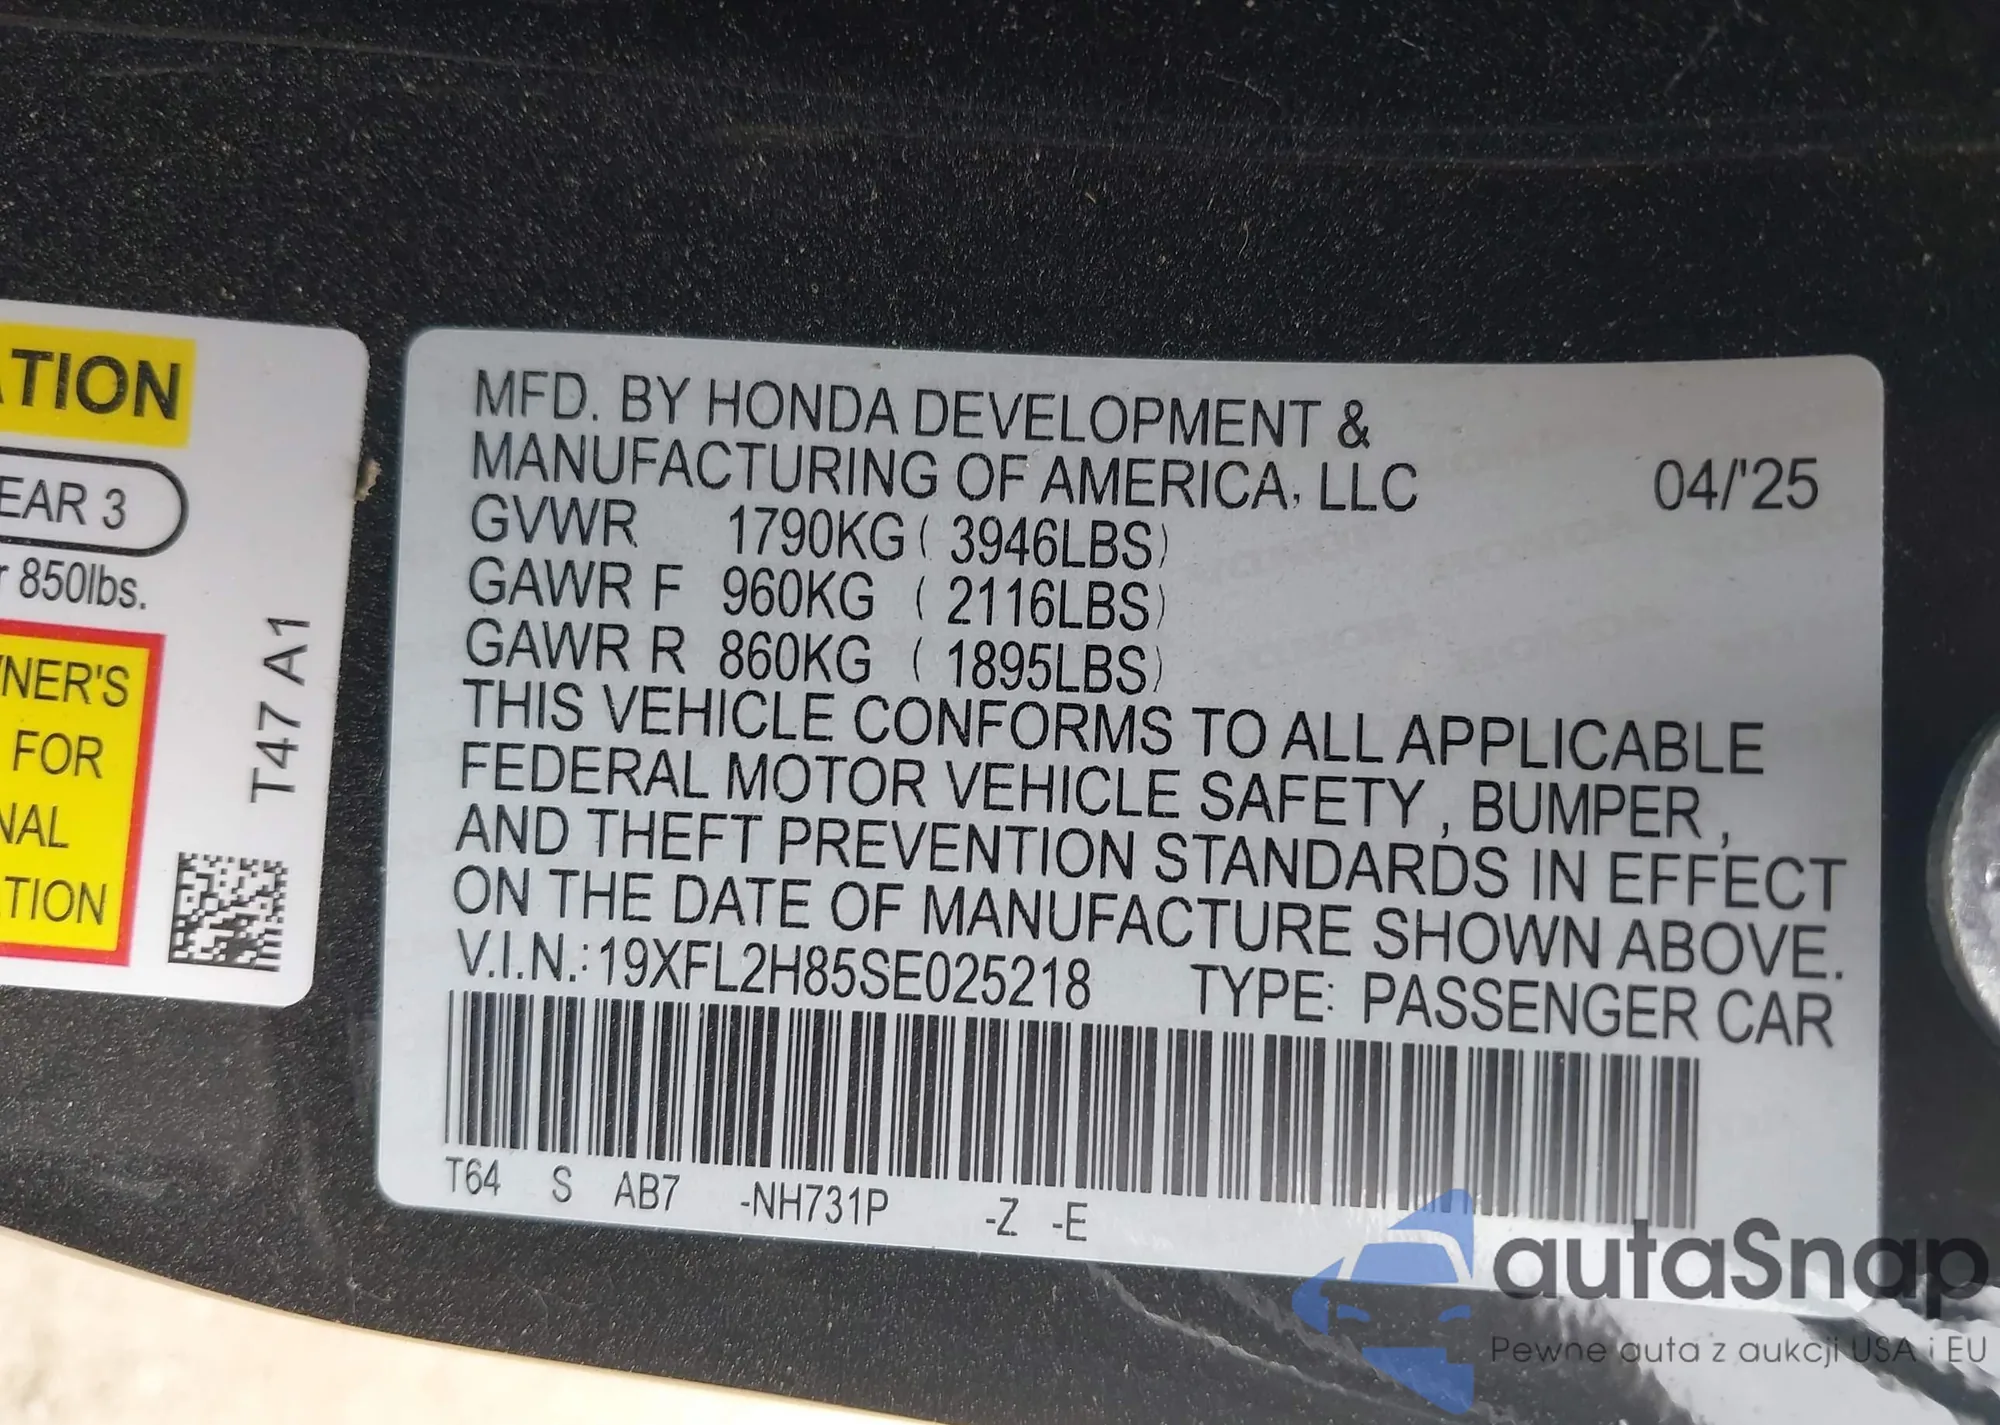 ATION
EAR 3
r 850lbs.
NER'S
FOR
NAL
TION
T47 A1
MFD. BY HONDA DEVELOPMENT &
MANUFACTURING OF AMERICA, LLC 04/'25
GVWR 1790KG ( 3946LBS)
GAWR F 960KG ( 2116LBS)
GAWR R 860KG ( 1895LBS)
THIS VEHICLE CONFORMS TO ALL APPLICABLE
FEDERAL MOTOR VEHICLE SAFETY , BUMPER ,
AND THEFT PREVENTION STANDARDS IN EFFECT
ON THE DATE OF MANUFACTURE SHOWN ABOVE.
V.I.N.: 19XFL2H85SE025218 TYPE: PASSENGER CAR
T64 S AB7 -NH731P -Z -E
autaSnap
Pewne auta z aukcji USA i EU